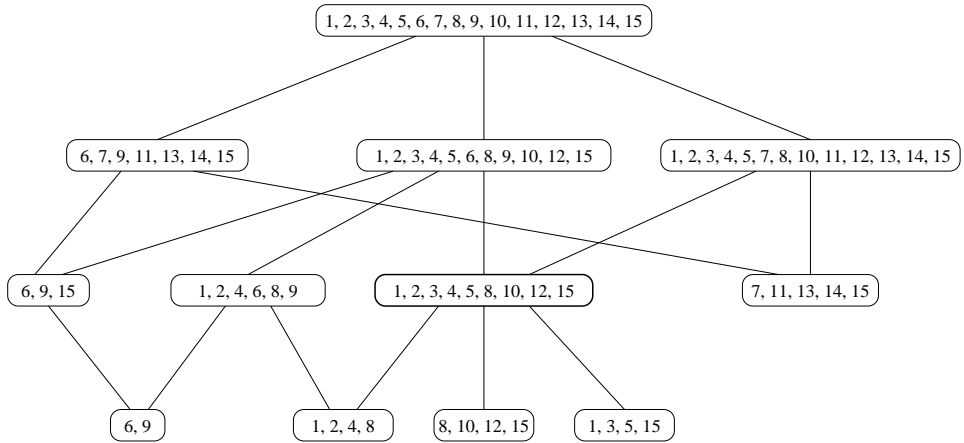 1, 2, 3, 4, 5, 6, 7, 8, 9, 10, 11, 12, 13, 14, 15
6, 7, 9, 11, 13, 14, 15
1, 2, 3, 4, 5, 6, 8, 9, 10, 12, 15
1, 2, 3, 4, 5, 7, 8, 10, 11, 12, 13, 14, 15
6, 9, 15
1, 2, 4, 6, 8, 9
1, 2, 3, 4, 5, 8, 10, 12, 15
7, 11, 13, 14, 15
6, 9
1, 2, 4, 8
8, 10, 12, 15
1, 3, 5, 15